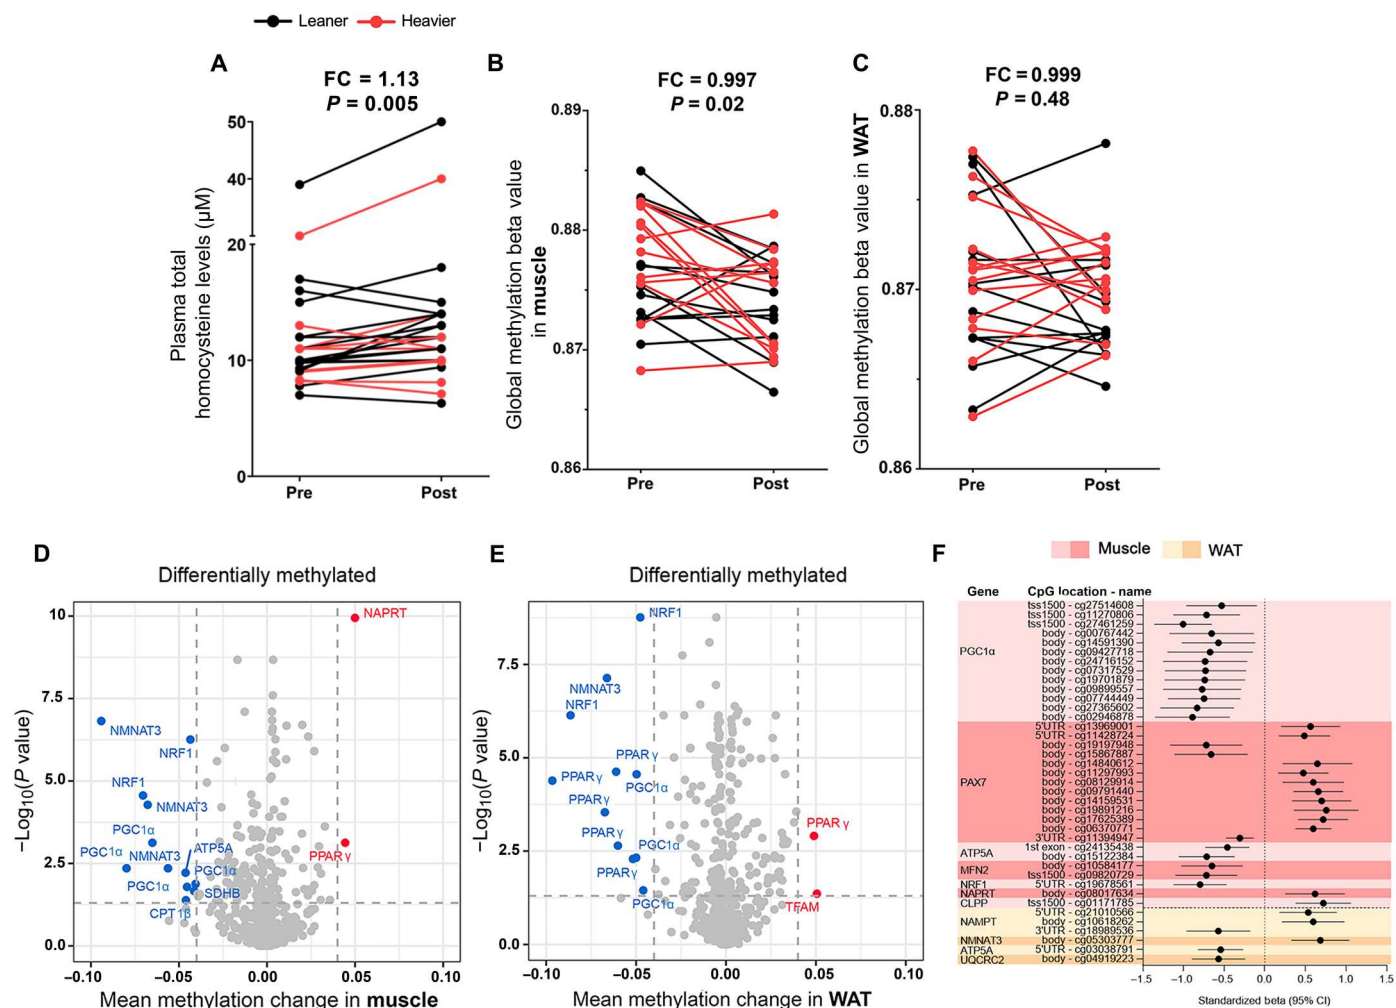 Leaner Heavier
A
FC = 1.13
P = 0.005
Plasma total
homocysteine levels (μM)
50
40
20
10
0
Pre Post
B
FC = 0.997
P = 0.02
Global methylation beta value
in muscle
0.89
0.88
0.87
0.86
Pre Post
C
FC = 0.999
P = 0.48
Global methylation beta value in WAT
0.88
0.87
0.86
Pre Post
D
Differentially methylated
−Log10(P value)
10
7.5
5.0
2.5
0.0
NAPRT
NMNAT3
NRF1
NRF1
NMNAT3
PGC1α
ATP5A
PGC1α
NMNAT3
PGC1α
PGC1α
SDHB
CPT1β
PPARγ
−0.10 −0.05 0.00 0.05 0.10
Mean methylation change in muscle
E
Differentially methylated
−Log10(P value)
7.5
5.0
2.5
0.0
NRF1
NMNAT3
NRF1
PPARγ
PPARγ
PGC1α
PPARγ
PPARγ
PGC1α
PPARγ
PGC1α
PPARγ
TFAM
−0.10 −0.05 0.00 0.05 0.10
Mean methylation change in WAT
F
Muscle WAT
Gene CpG location - name
tss1500 - cg27514608
tss1500 - cg11270806
tss1500 - cg27461259
body - cg00767442
body - cg14591390
PGC1α body - cg09427718
body - cg24716152
body - cg07317529
body - cg19701879
body - cg09899557
body - cg07744449
body - cg27365602
body - cg02946878
5'UTR - cg13969001
5'UTR - cg11428724
body - cg19197948
body - cg15867887
body - cg14840612
body - cg11297993
PAX7 body - cg08129914
body - cg09791440
body - cg14159531
body - cg19891216
body - cg17625389
body - cg06370771
3'UTR - cg11394947
ATP5A 1st exon - cg24135438
body - cg15122384
MFN2 body - cg10584177
tss1500 - cg09820729
NRF1 5'UTR - cg19678561
NAPRT body - cg08017634
CLPP tss1500 - cg01171785
NAMPT 5'UTR - cg21010566
body - cg10618262
3'UTR - cg18989536
NMNAT3 body - cg05303777
ATP5A 5'UTR - cg03038791
UQCRC2 body - cg04919223
−1.5 −1.0 −0.5 0.0 0.5 1.0 1.5
Standardized beta (95% CI)